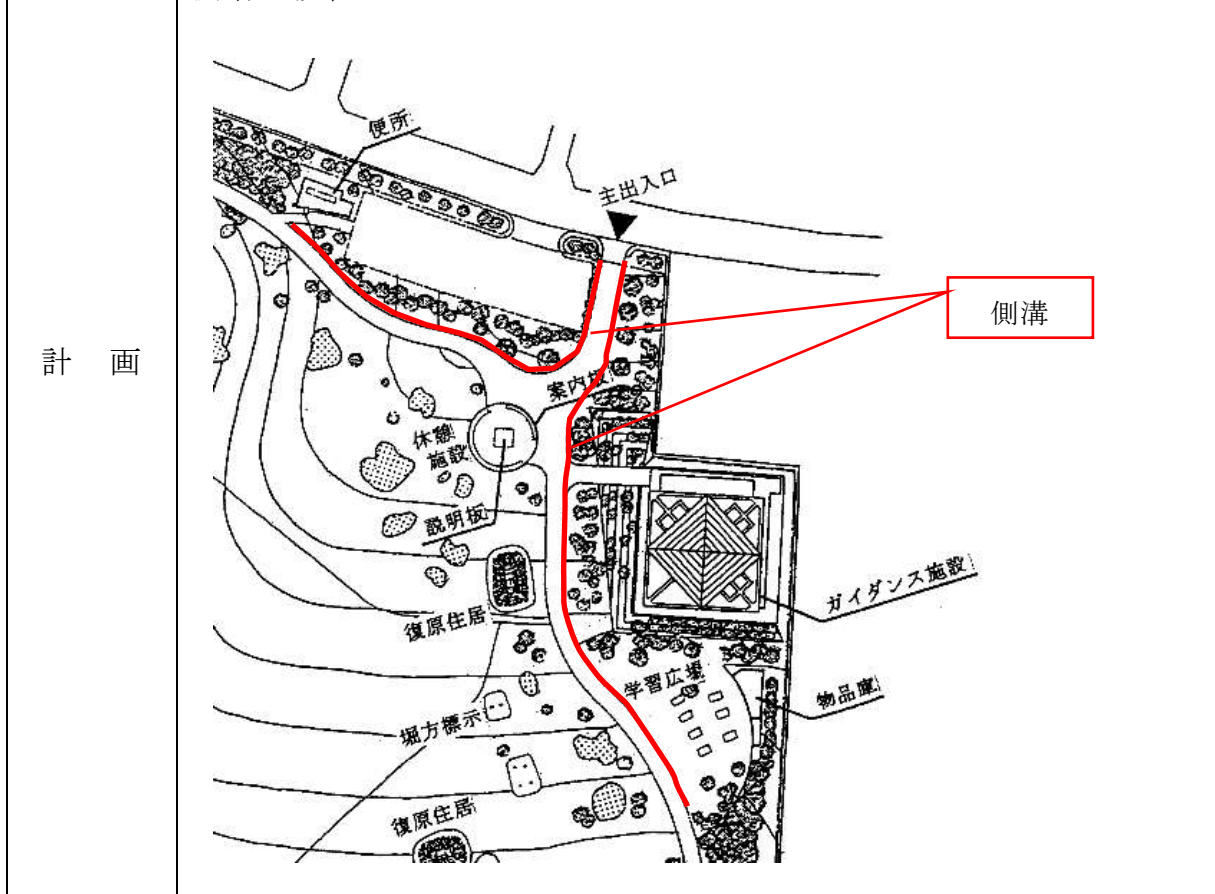 便所
主出入口
側溝
計　画
案内板
休憩
施設
説明板
ガイダンス施設
復原住居
学習広場
物品庫
堀方標示
復原住居